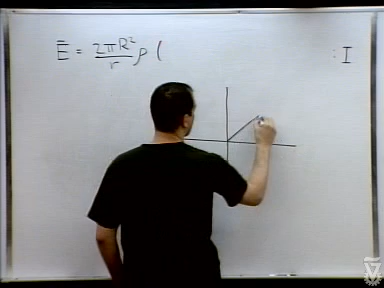 Ē = 2πR²/r ρ (
: I